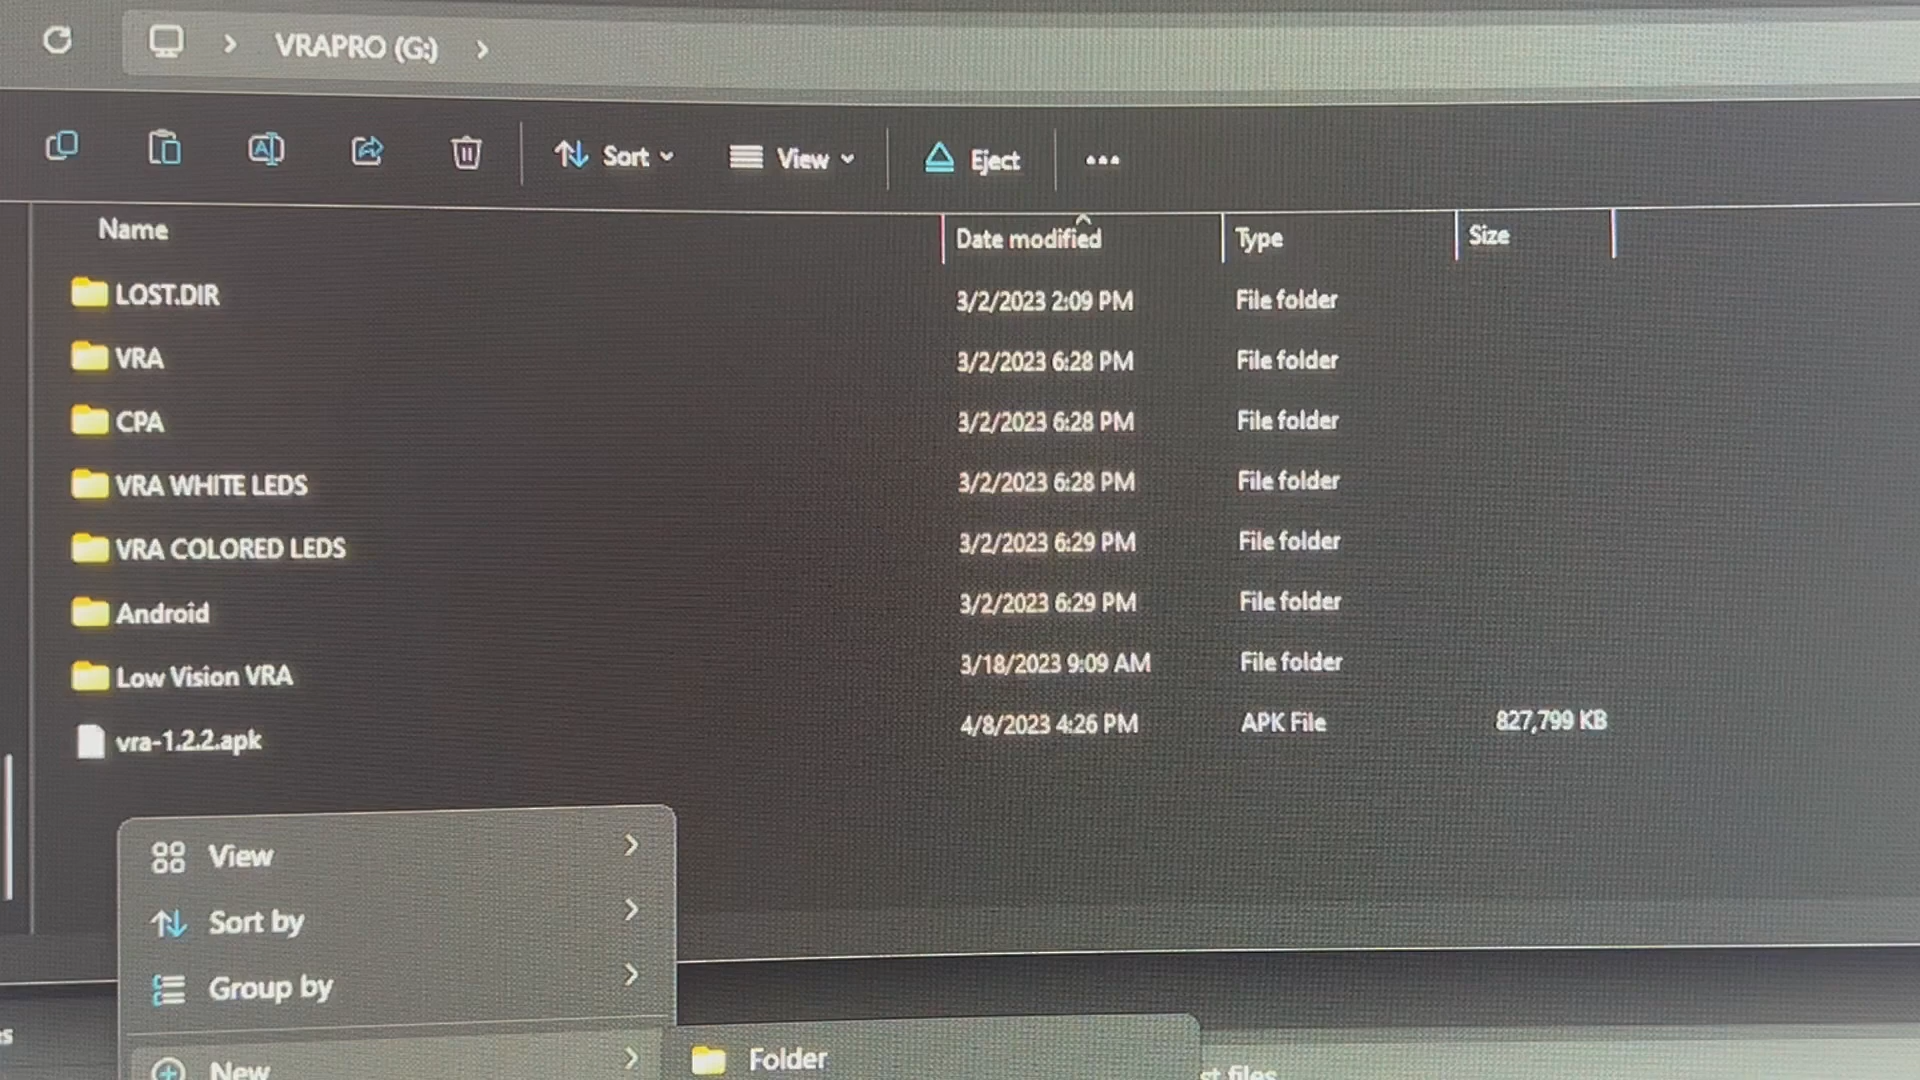 VRAPRO (G:)
Sort View Eject
Name Date modified Type Size
LOST.DIR 3/2/2023 2:09 PM File folder
VRA 3/2/2023 6:28 PM File folder
CPA 3/2/2023 6:28 PM File folder
VRA WHITE LEDS 3/2/2023 6:28 PM File folder
VRA COLORED LEDS 3/2/2023 6:29 PM File folder
Android 3/2/2023 6:29 PM File folder
Low Vision VRA 3/18/2023 9:09 AM File folder
vra-1.2.2.apk 4/8/2023 4:26 PM APK File 827,799 KB
View
Sort by
Group by
New Folder
files